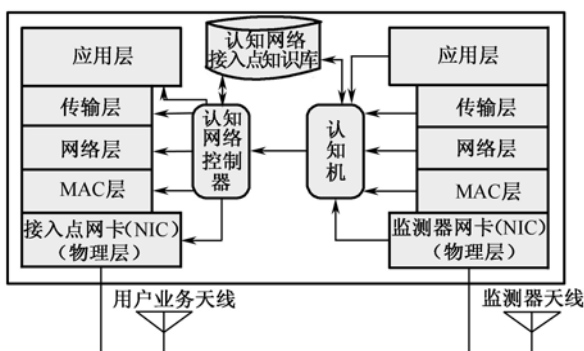 应用层
传输层
网络层
MAC层
接入点网卡(NIC)
(物理层)
认知网络
接入点知识库
认知
网络
控制
器
认
知
机
应用层
传输层
网络层
MAC层
监测器网卡(NIC)
(物理层)
用户业务天线
监测器天线